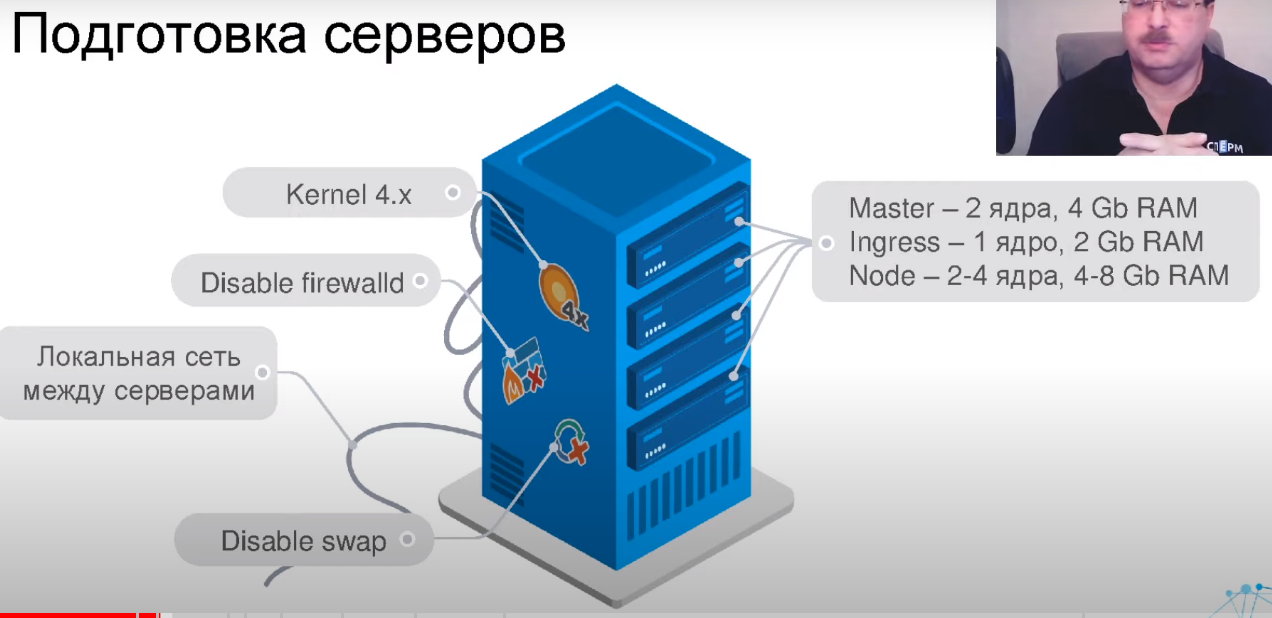 Подготовка серверов
Kernel 4.x
Disable firewalld
Локальная сеть
между серверами
Disable swap
4x
Master – 2 ядра, 4 Gb RAM
Ingress – 1 ядро, 2 Gb RAM
Node – 2-4 ядра, 4-8 Gb RAM
СЛЁРМ